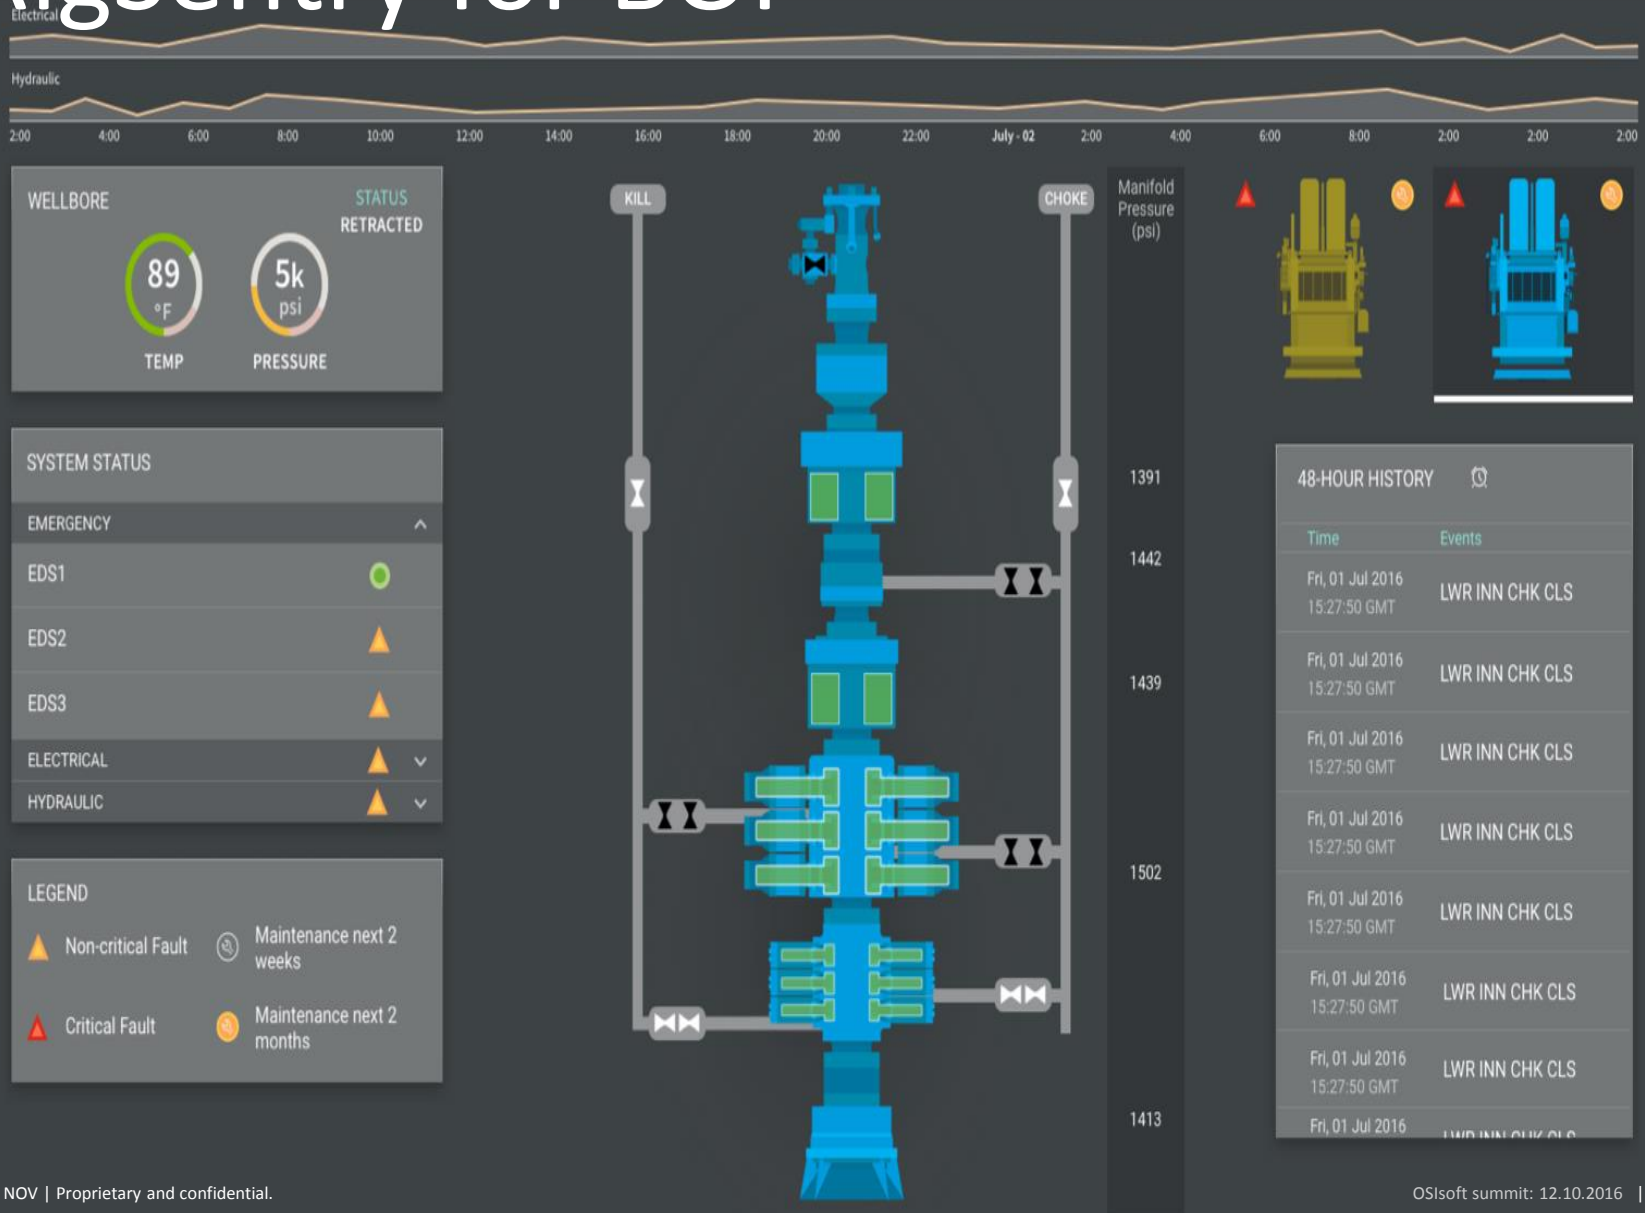 for
Electrical
Hydraulic
2:00 4:00 6:00 8:00 10:00 12:00 14:00 16:00 18:00 20:00 22:00 July - 02 2:00 4:00 6:00 8:00 2:00 2:00 2:00
WELLBORE
STATUS
RETRACTED
89
°F
TEMP
5k
psi
PRESSURE
SYSTEM STATUS
EMERGENCY
EDS1
EDS2
EDS3
ELECTRICAL
HYDRAULIC
LEGEND
Non-critical Fault
Maintenance next 2
weeks
Critical Fault
Maintenance next 2
months
KILL
CHOKE
Manifold
Pressure
(psi)
1391
1442
1439
1502
1413
48-HOUR HISTORY
Time Events
Fri, 01 Jul 2016
15:27:50 GMT
LWR INN CHK CLS
Fri, 01 Jul 2016
15:27:50 GMT
LWR INN CHK CLS
Fri, 01 Jul 2016
15:27:50 GMT
LWR INN CHK CLS
Fri, 01 Jul 2016
15:27:50 GMT
LWR INN CHK CLS
Fri, 01 Jul 2016
15:27:50 GMT
LWR INN CHK CLS
Fri, 01 Jul 2016
15:27:50 GMT
LWR INN CHK CLS
Fri, 01 Jul 2016
15:27:50 GMT
LWR INN CHK CLS
Fri, 01 Jul 2016
NOV | Proprietary and confidential.
OSIsoft summit: 12.10.2016 |